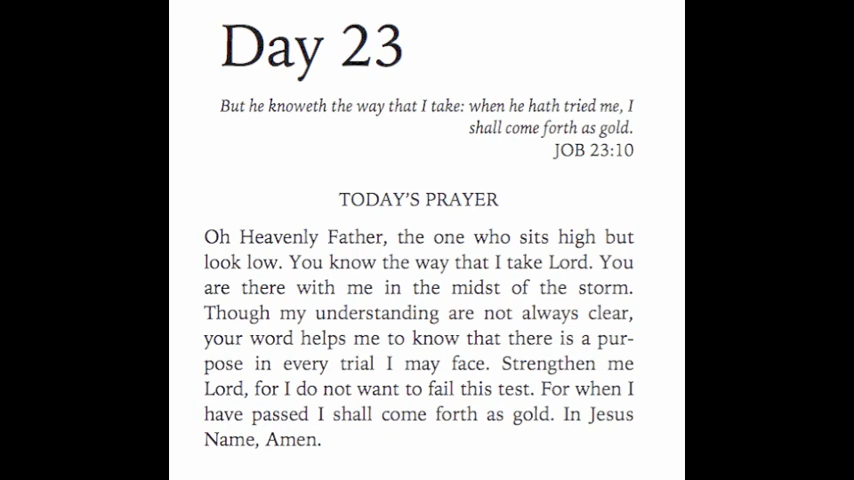 Day 23
But he knoweth the way that I take: when he hath tried me, I
shall come forth as gold.
JOB 23:10
TODAY'S PRAYER
Oh Heavenly Father, the one who sits high but
look low. You know the way that I take Lord. You
are there with me in the midst of the storm.
Though my understanding are not always clear,
your word helps me to know that there is a pur-
pose in every trial I may face. Strengthen me
Lord, for I do not want to fail this test. For when I
have passed I shall come forth as gold. In Jesus
Name, Amen.